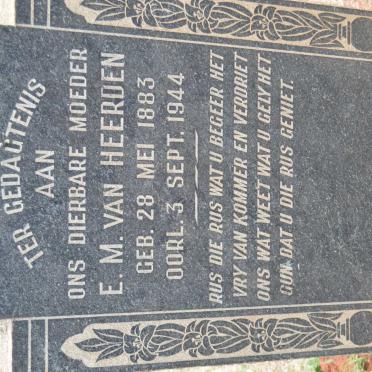 TER GEDAGTENIS
AAN
ONS DIERBARE MOEDER
E. M. VAN HEERDEN
GEB. 28 MEI 1883
OORL. 3 SEPT. 1944
RUS DIE RUS WAT U BEGEER HET
VRY VAN KOMMER EN VERDRIET
ONS WAT WEET WAT U GELY HET
GUN DAT U DIE RUS GENIET.